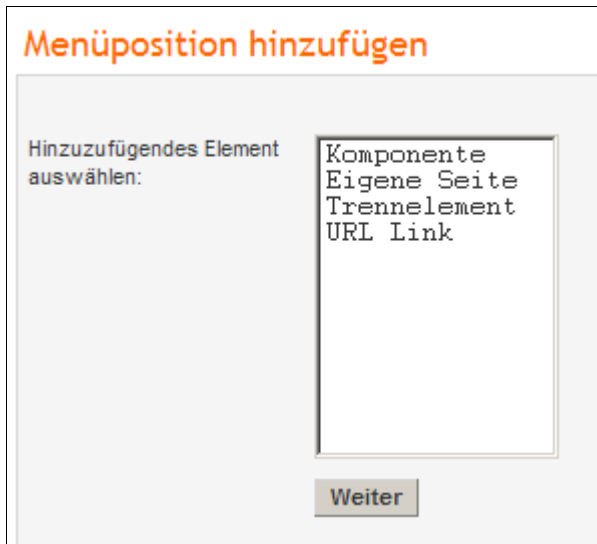 Menüposition hinzufügen
Hinzuzufügendes Element
auswählen:
Komponente
Eigene Seite
Trennelement
URL Link
Weiter